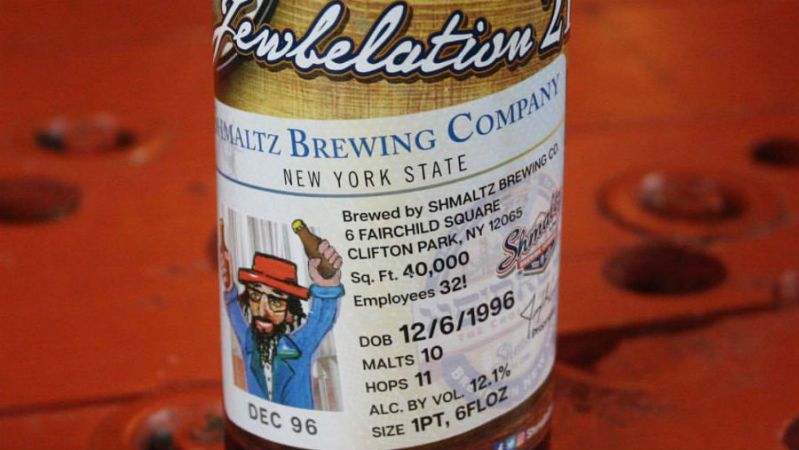 Jewbelation 21
SHMALTZ BREWING COMPANY
NEW YORK STATE
Brewed by SHMALTZ BREWING CO.
6 FAIRCHILD SQUARE
CLIFTON PARK, NY 12065
Sq. Ft. 40,000
Employees 32!
Shmaltz
DOB 12/6/1996
MALTS 10
HOPS 11
ALC. BY VOL. 12.1%
SIZE 1PT, 6FLOZ
DEC 96